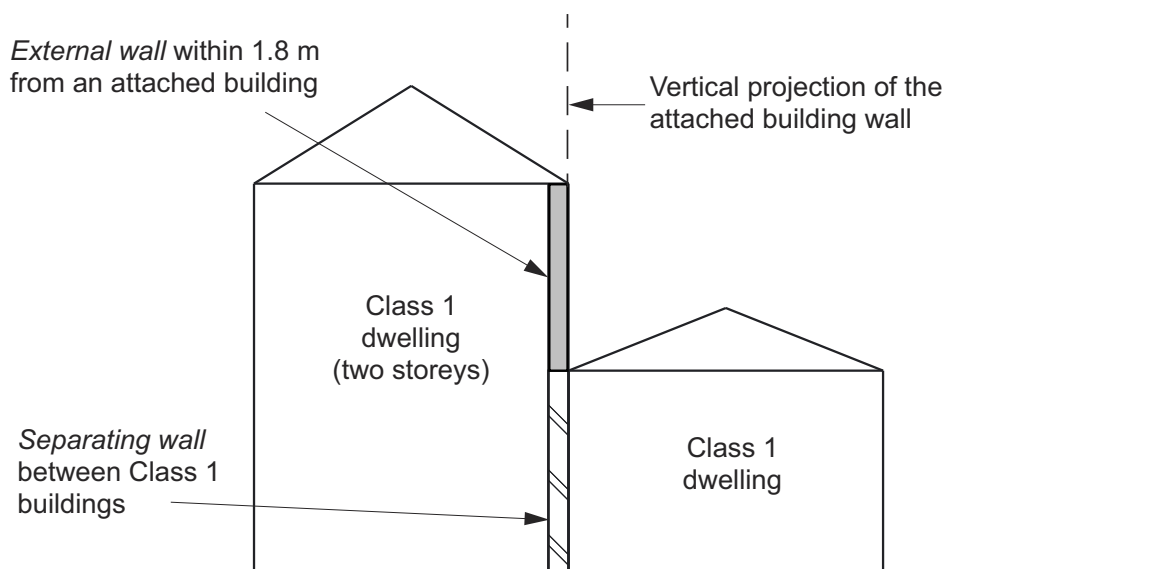 External wall within 1.8 m
from an attached building
Vertical projection of the
attached building wall
Class 1
dwelling
(two storeys)
Separating wall
between Class 1
buildings
Class 1
dwelling